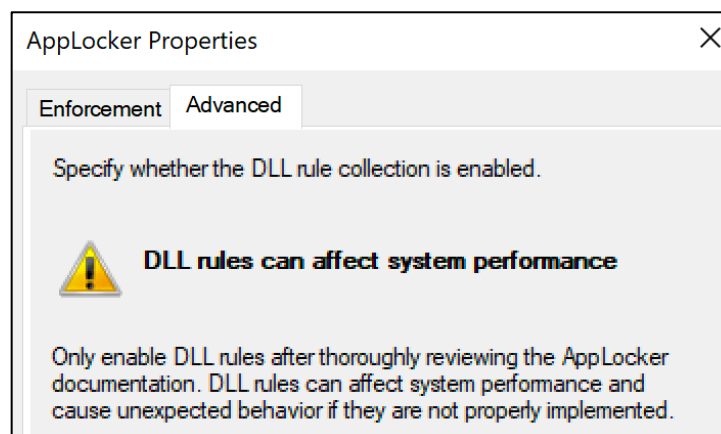 AppLocker Properties
Enforcement
Advanced
Specify whether the DLL rule collection is enabled.
DLL rules can affect system performance
Only enable DLL rules after thoroughly reviewing the AppLocker
documentation. DLL rules can affect system performance and
cause unexpected behavior if they are not properly implemented.